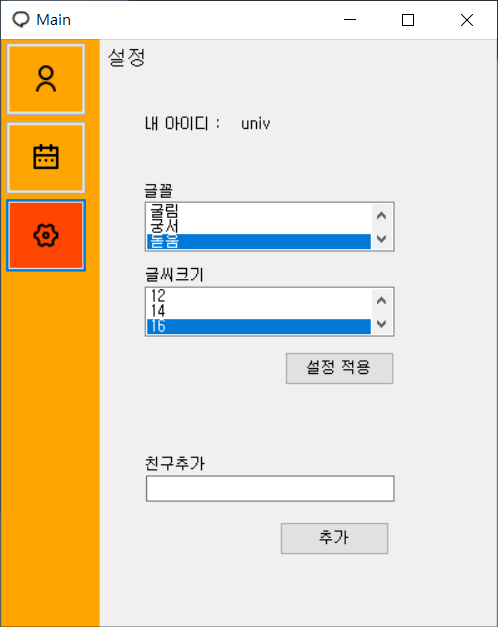 Main
설정
내 아이디 : univ
글꼴
굴림
궁서
돋움
글씨크기
12
14
16
설정 적용
친구추가
추가